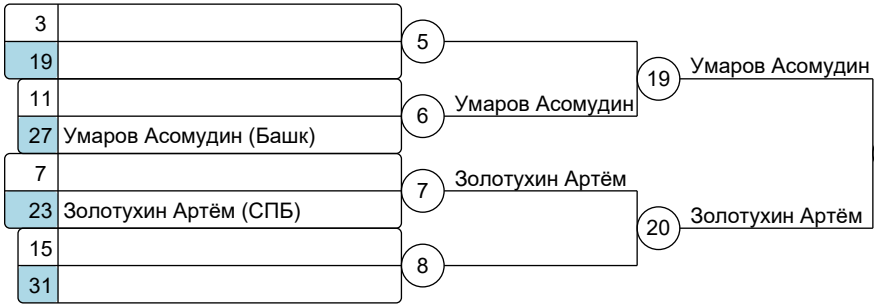 3
5
19
19 Умаров Асомудин
11
6 Умаров Асомудин
27 Умаров Асомудин (Башк)
7
7 Золотухин Артём
23 Золотухин Артём (СПБ)
20 Золотухин Артём
15
8
31